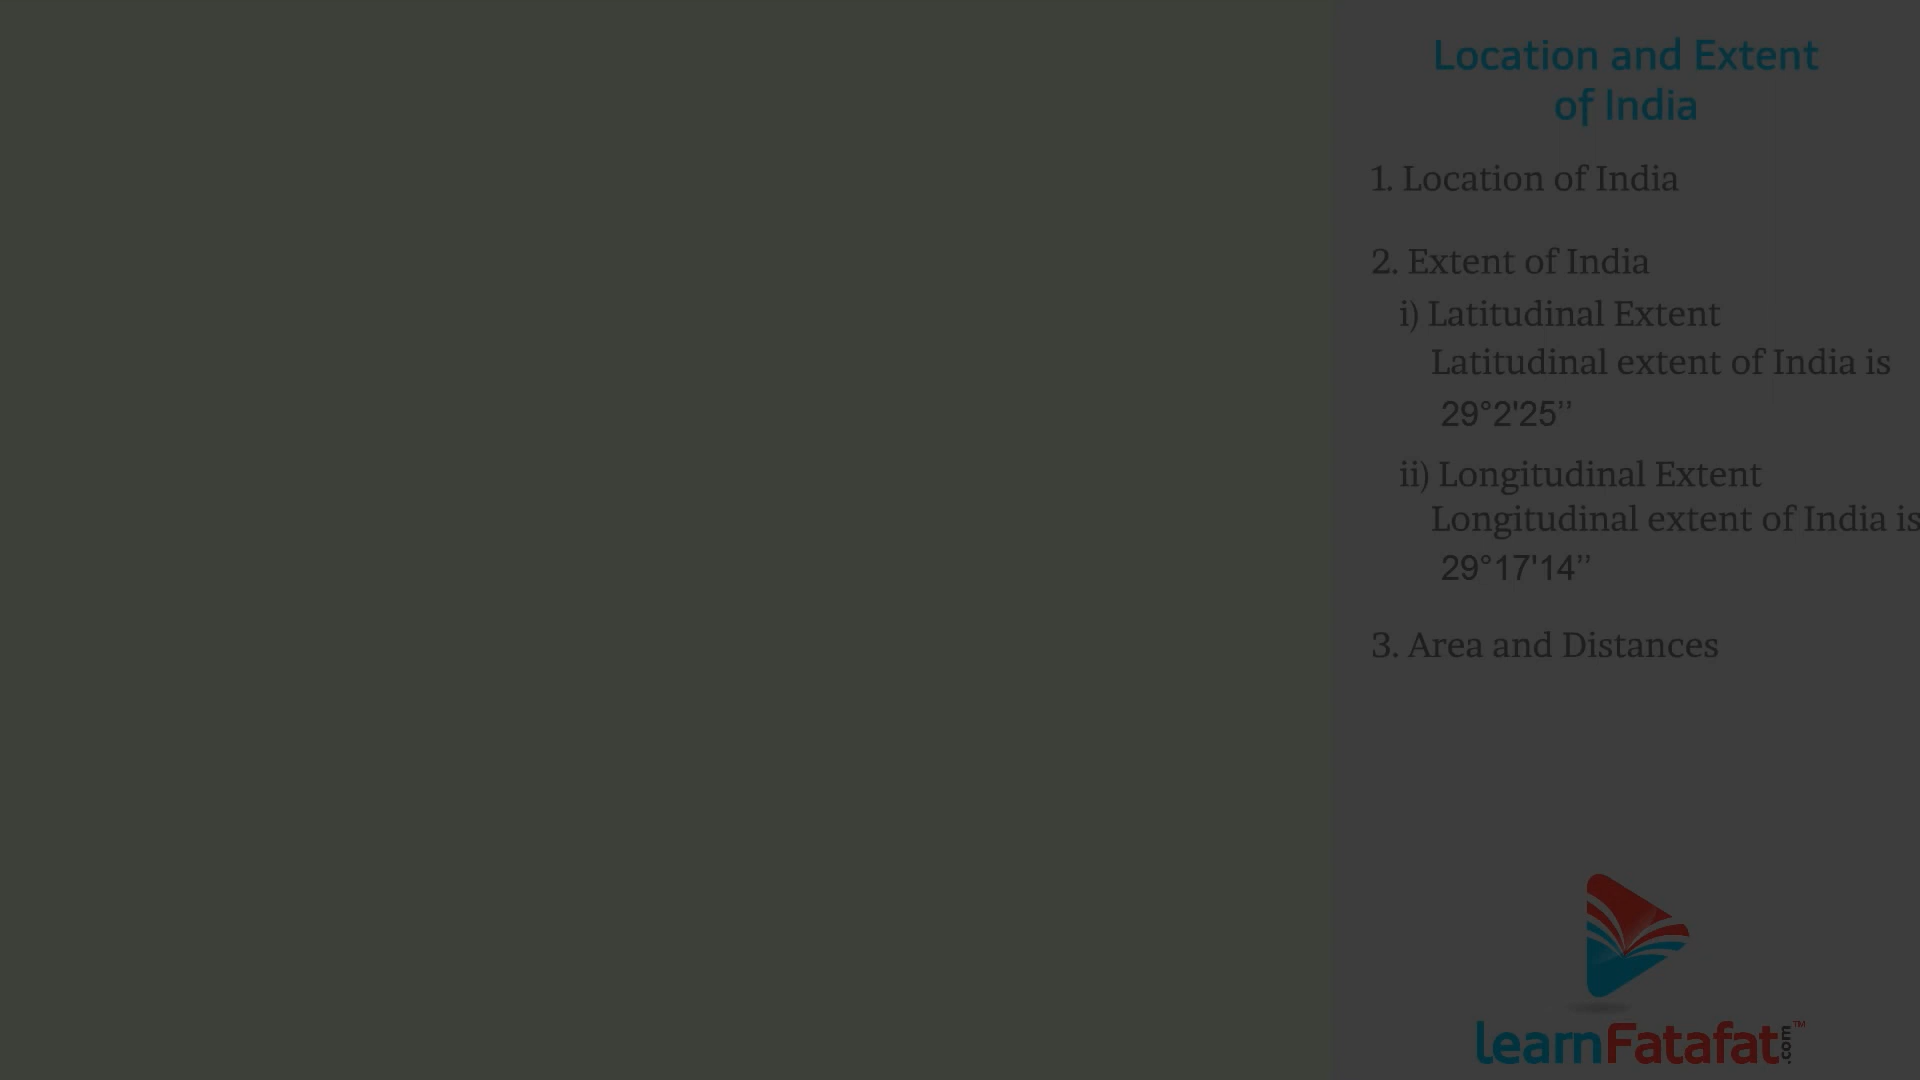 Location and Extent
of India
1. Location of India
2. Extent of India
i) Latitudinal Extent
Latitudinal extent of India is
29°2'25’’
ii) Longitudinal Extent
Longitudinal extent of India is
29°17'14’’
3. Area and Distances
learnFatafat.com™